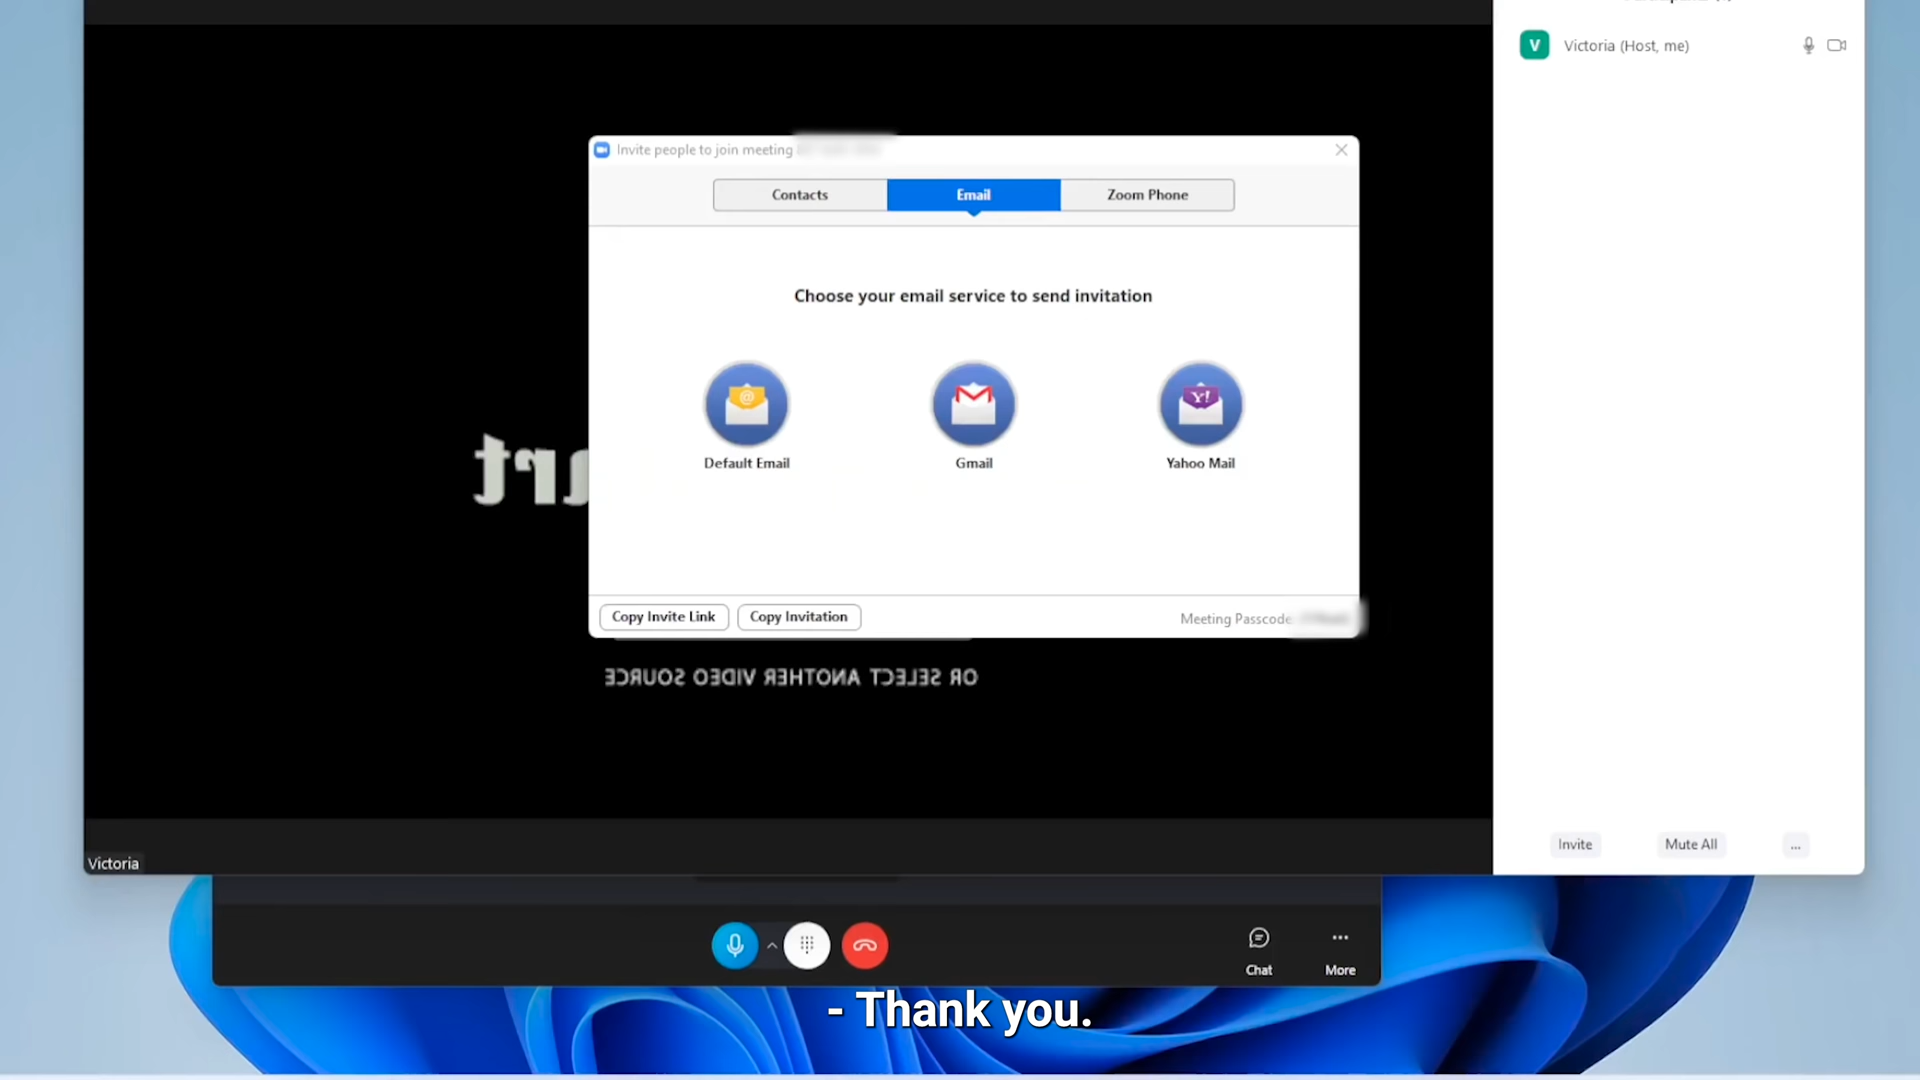 Victoria (Host, me)
V
Invite people to join meeting
Contacts
Email
Zoom Phone
Choose your email service to send invitation
@
Y!
Default Email
Gmail
Yahoo Mail
Copy Invite Link
Copy Invitation
Meeting Passcode
OR SELECT ANOTHER VIDEO SOURCE
Invite
Mute All
...
Victoria
Chat
More
- Thank you.